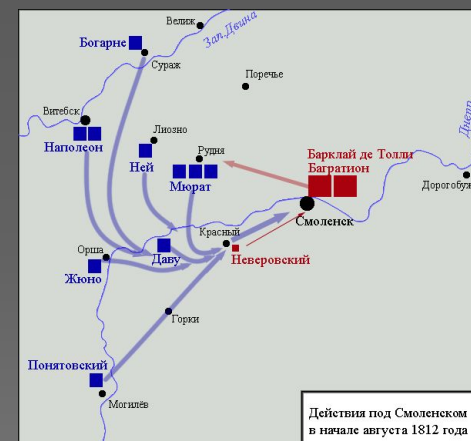 Велиж
Зап.Двина
Богарне
Сураж
Поречье
Витебск
Наполеон
Лиозно
Ней
Рудня
Мюрат
Барклай де Толли
Багратион
Днепр
Дорогобуж
Смоленск
Красный
Неверовский
Орша
Даву
Жюно
Горки
Понятовский
Могилёв
Действия под Смоленском
в начале августа 1812 года